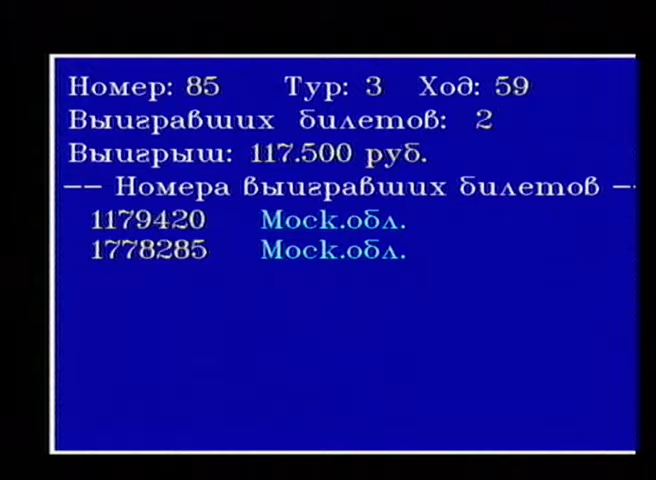 Номер: 85 Тур: 3 Ход: 59
Выигравших билетов: 2
Выигрыш: 117.500 руб.
-- Номера выигравших билетов -
1179420 Моск.обл.
1778285 Моск.обл.